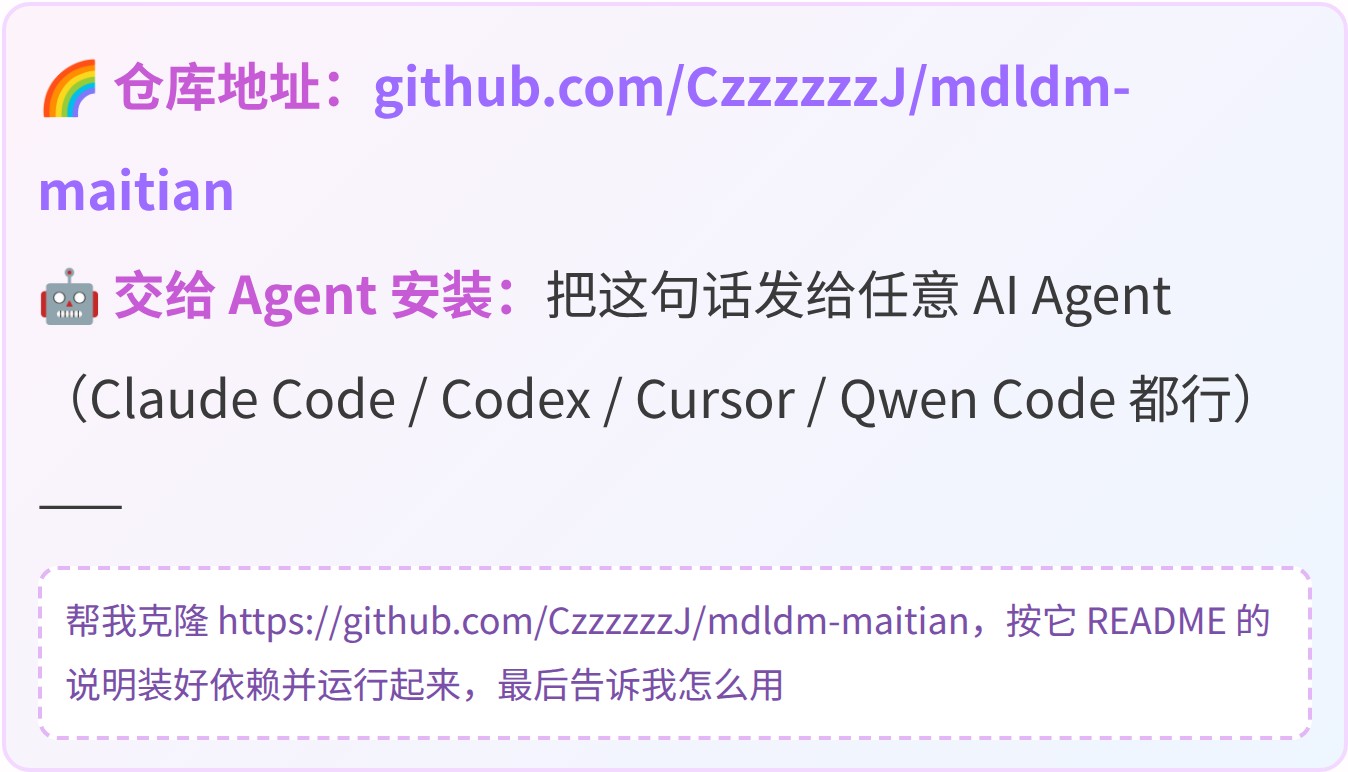 🌈 仓库地址：github.com/CzzzzzzJ/mdldm-
maitian
🤖 交给 Agent 安装：把这句话发给任意 AI Agent
（Claude Code / Codex / Cursor / Qwen Code 都行）
——
帮我克隆 https://github.com/CzzzzzzJ/mdldm-maitian，按它 README 的
说明装好依赖并运行起来，最后告诉我怎么用